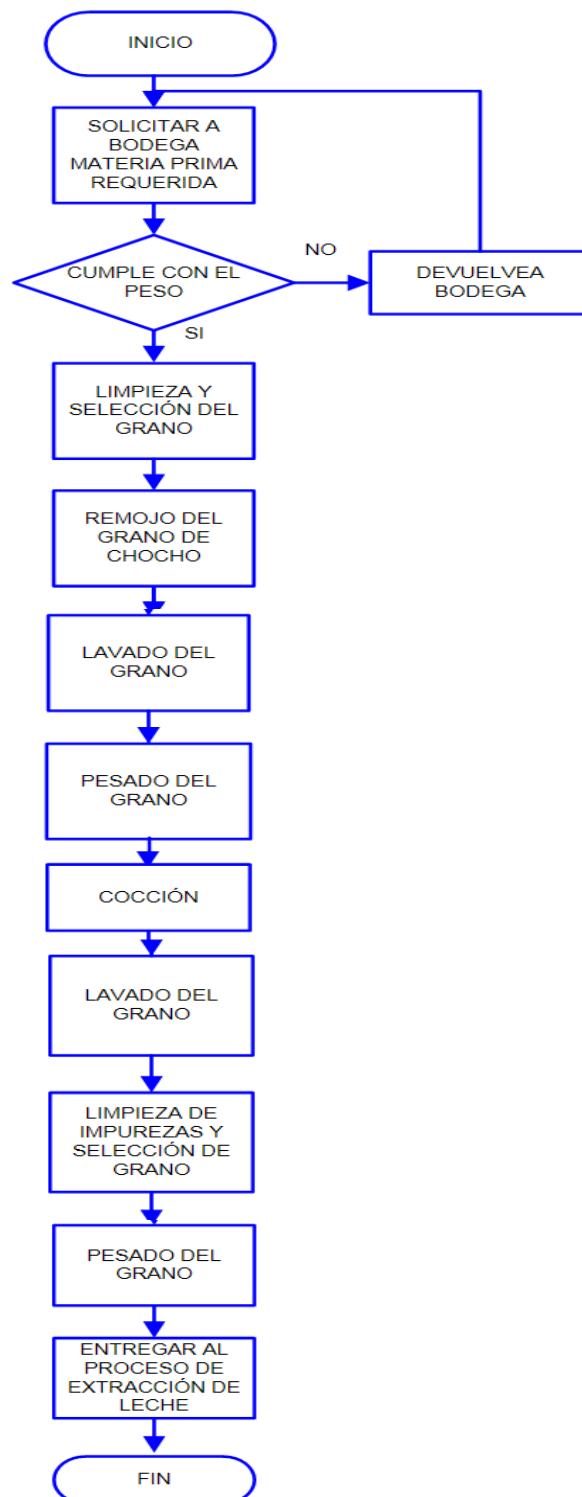 INICIO
SOLICITAR A
BODEGA
MATERIA PRIMA
REQUERIDA
CUMPLE CON EL
PESO
NO
DEVUELVEA
BODEGA
SI
LIMPIEZA Y
SELECCIÓN DEL
GRANO
REMOJO DEL
GRANO DE
CHOCHO
LAVADO DEL
GRANO
PESADO DEL
GRANO
COCCIÓN
LAVADO DEL
GRANO
LIMPIEZA DE
IMPUREZAS Y
SELECCIÓN DE
GRANO
PESADO DEL
GRANO
ENTREGAR AL
PROCESO DE
EXTRACCIÓN DE
LECHE
FIN